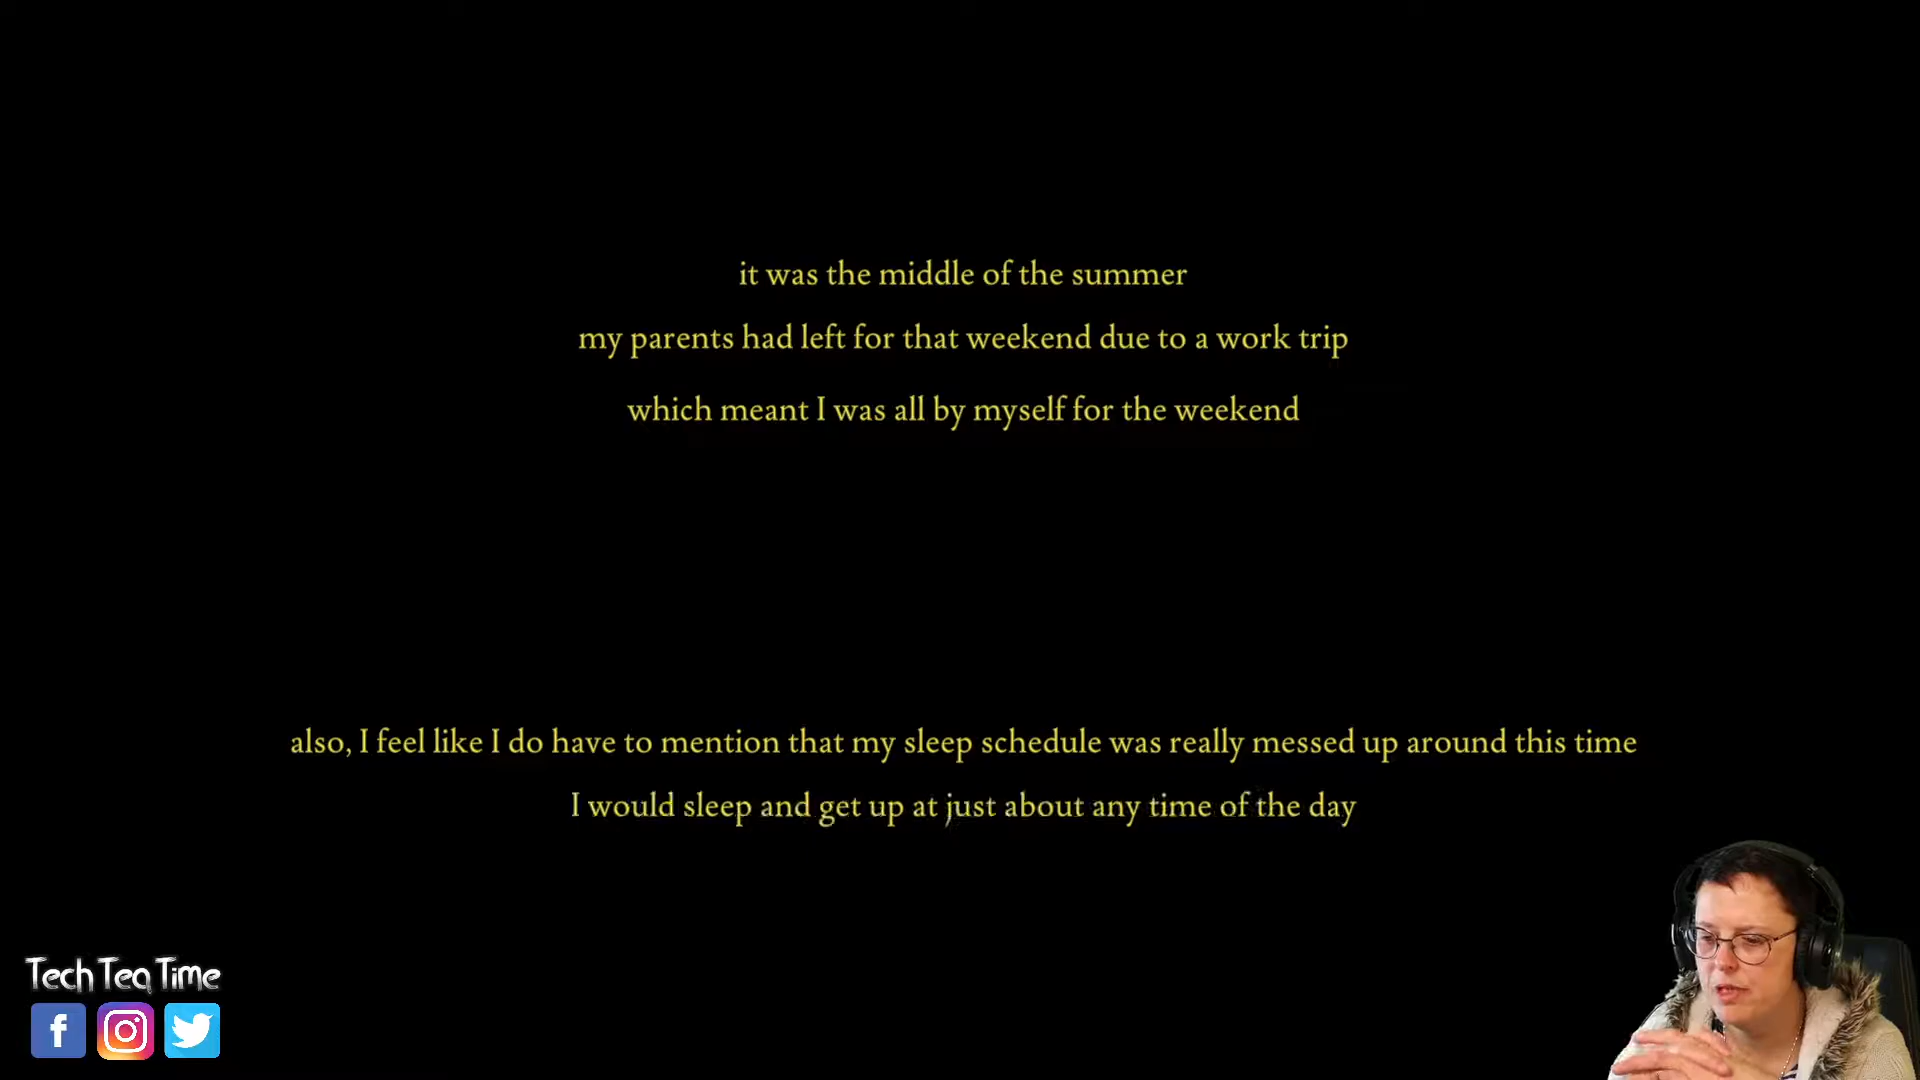 it was the middle of the summer
my parents had left for that weekend due to a work trip
which meant I was all by myself for the weekend
also, I feel like I do have to mention that my sleep schedule was really messed up around this time
I would sleep and get up at just about any time of the day
Tech Tea Time
f